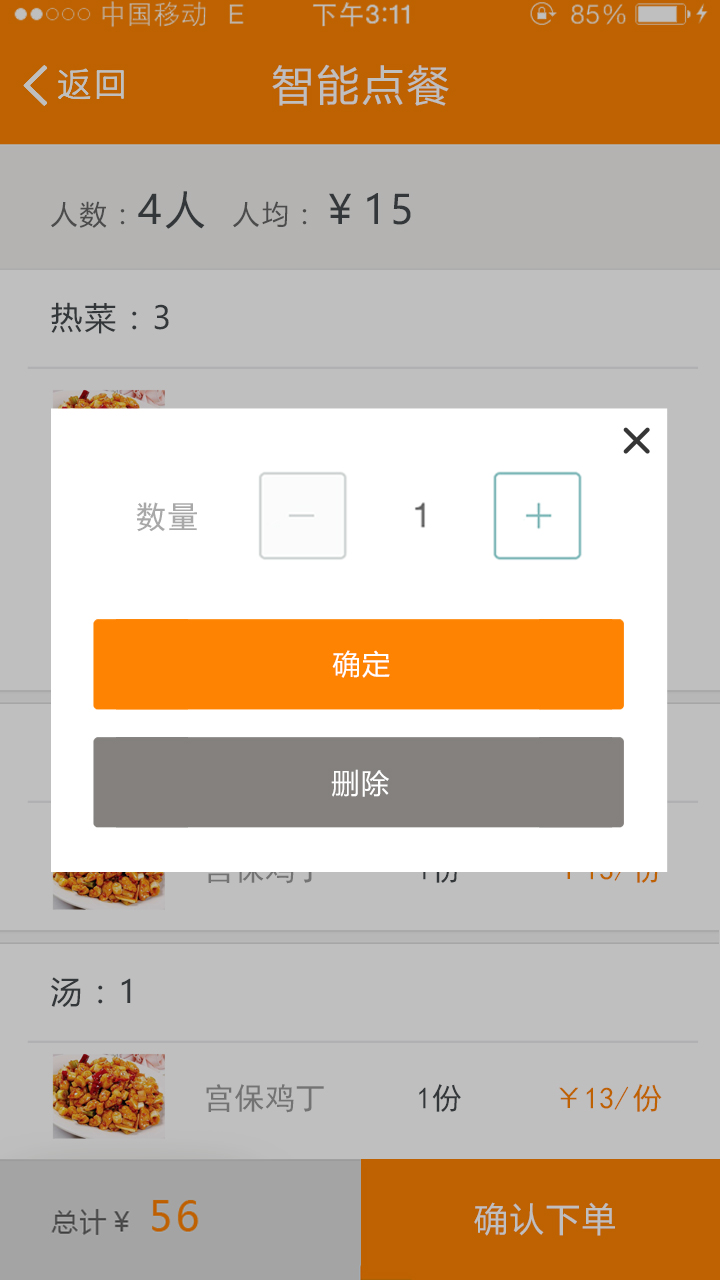 中国移动 E 下午3:11 85%
返回 智能点餐
人数：4人 人均：￥15
热菜：3
数量 1
确定
删除
宫保鸡丁 1份 ￥13/份
汤：1
宫保鸡丁 1份 ￥13/份
总计￥ 56 确认下单